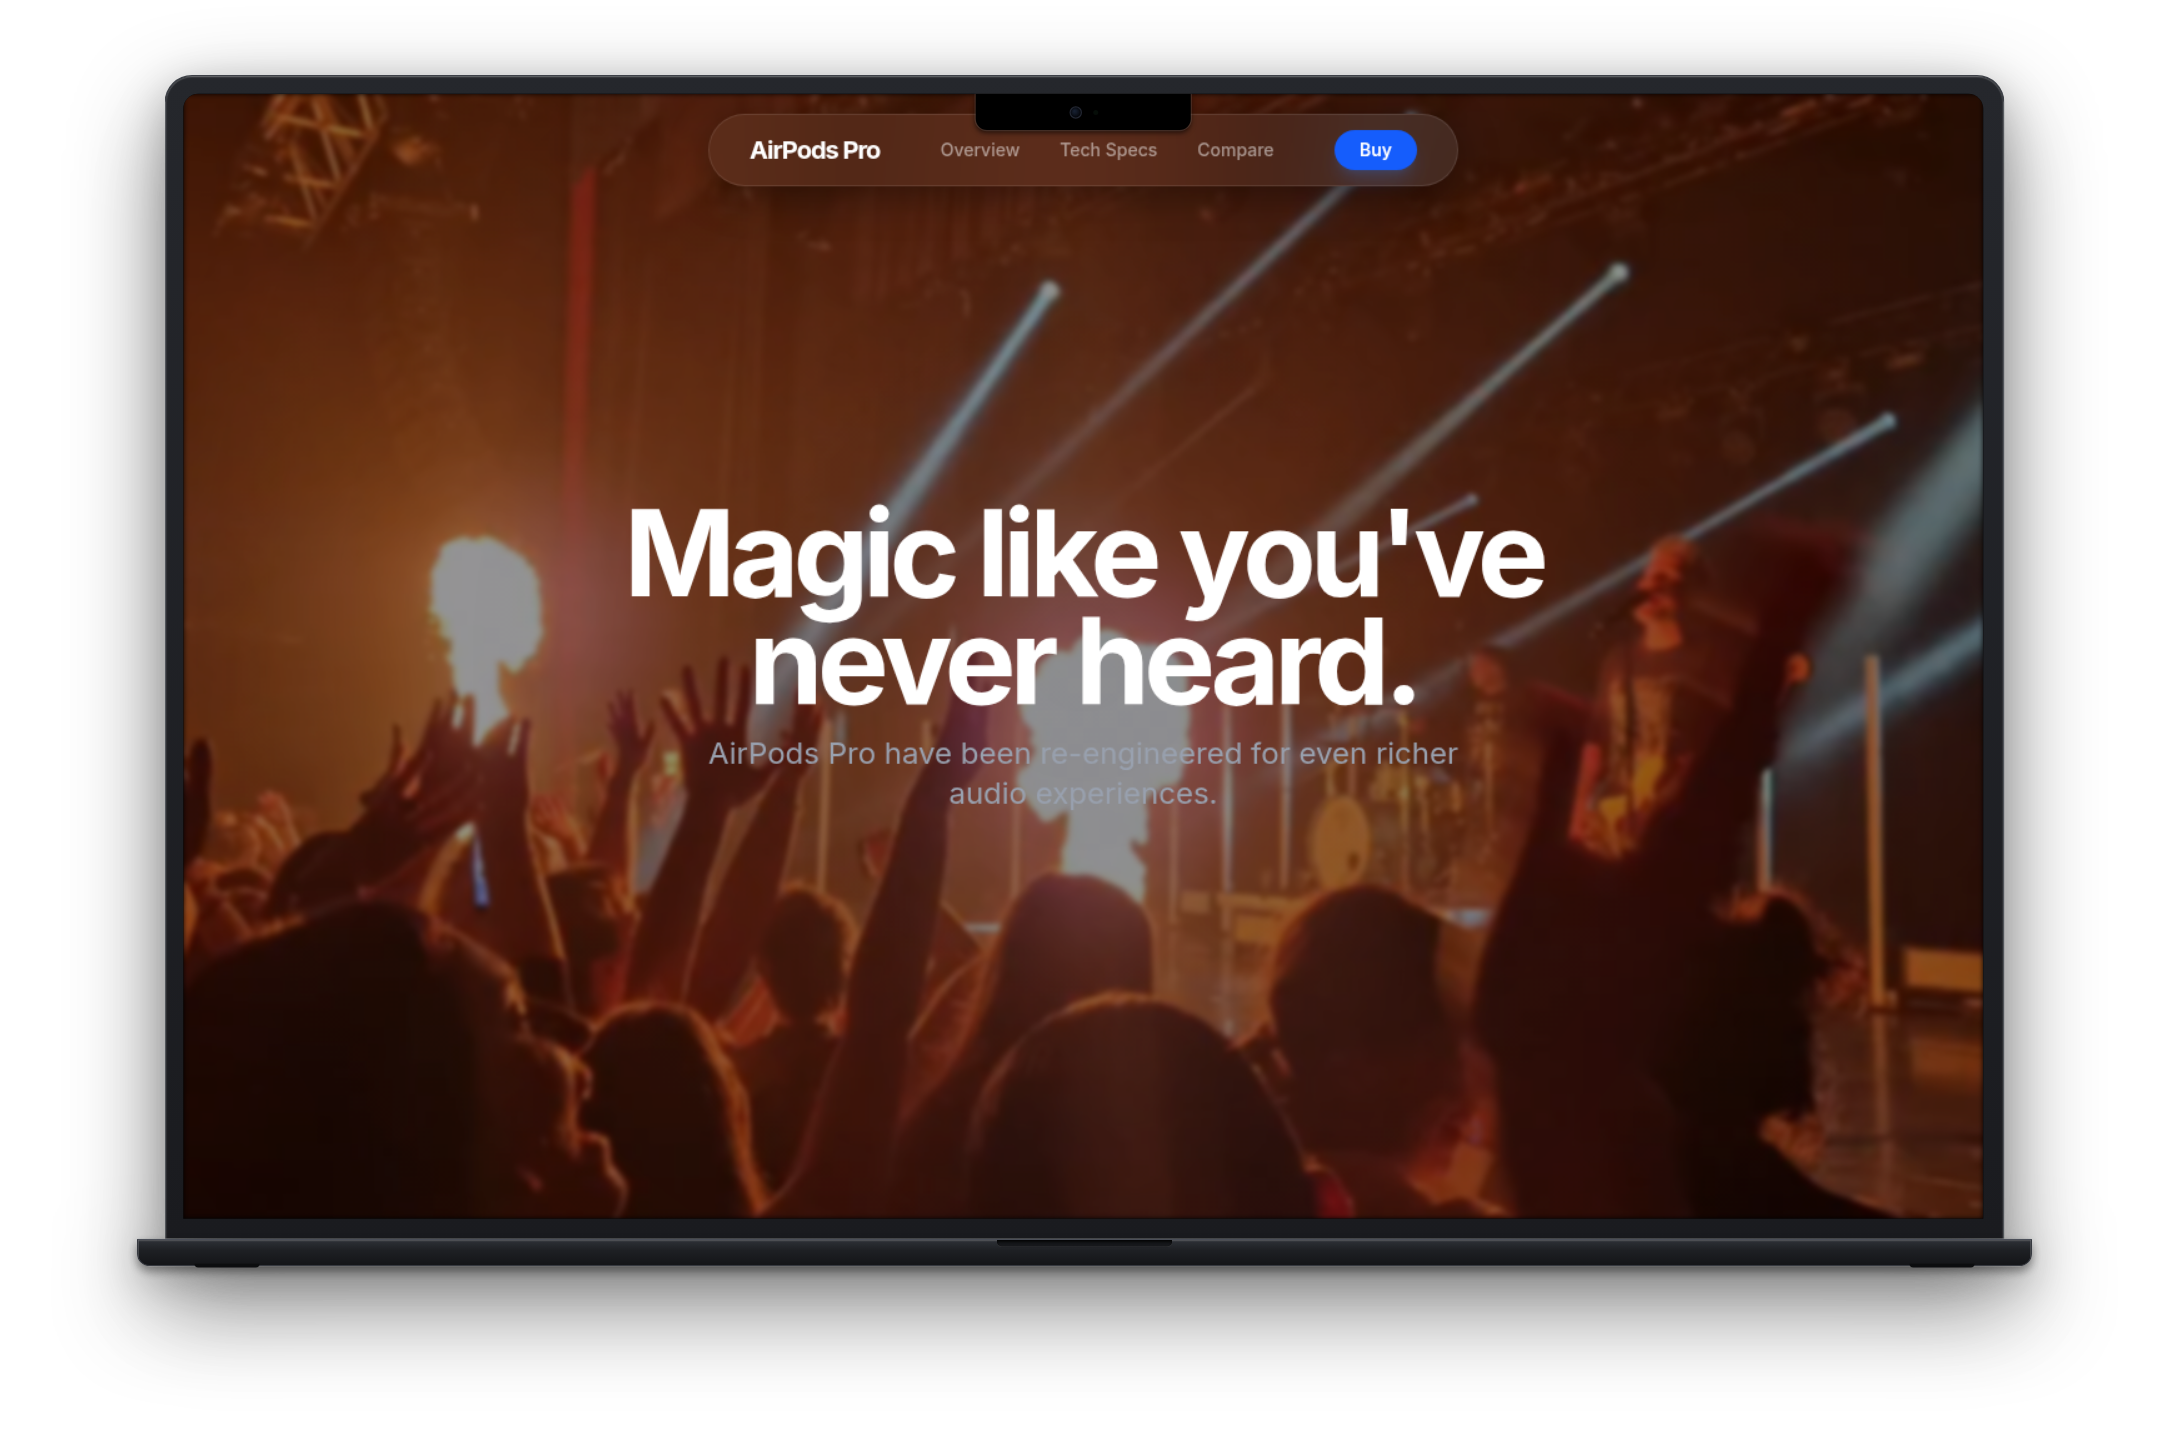 AirPods Pro Overview Tech Specs Compare Buy
Magic like you've
never heard.
AirPods Pro have been re-engineered for even richer
audio experiences.